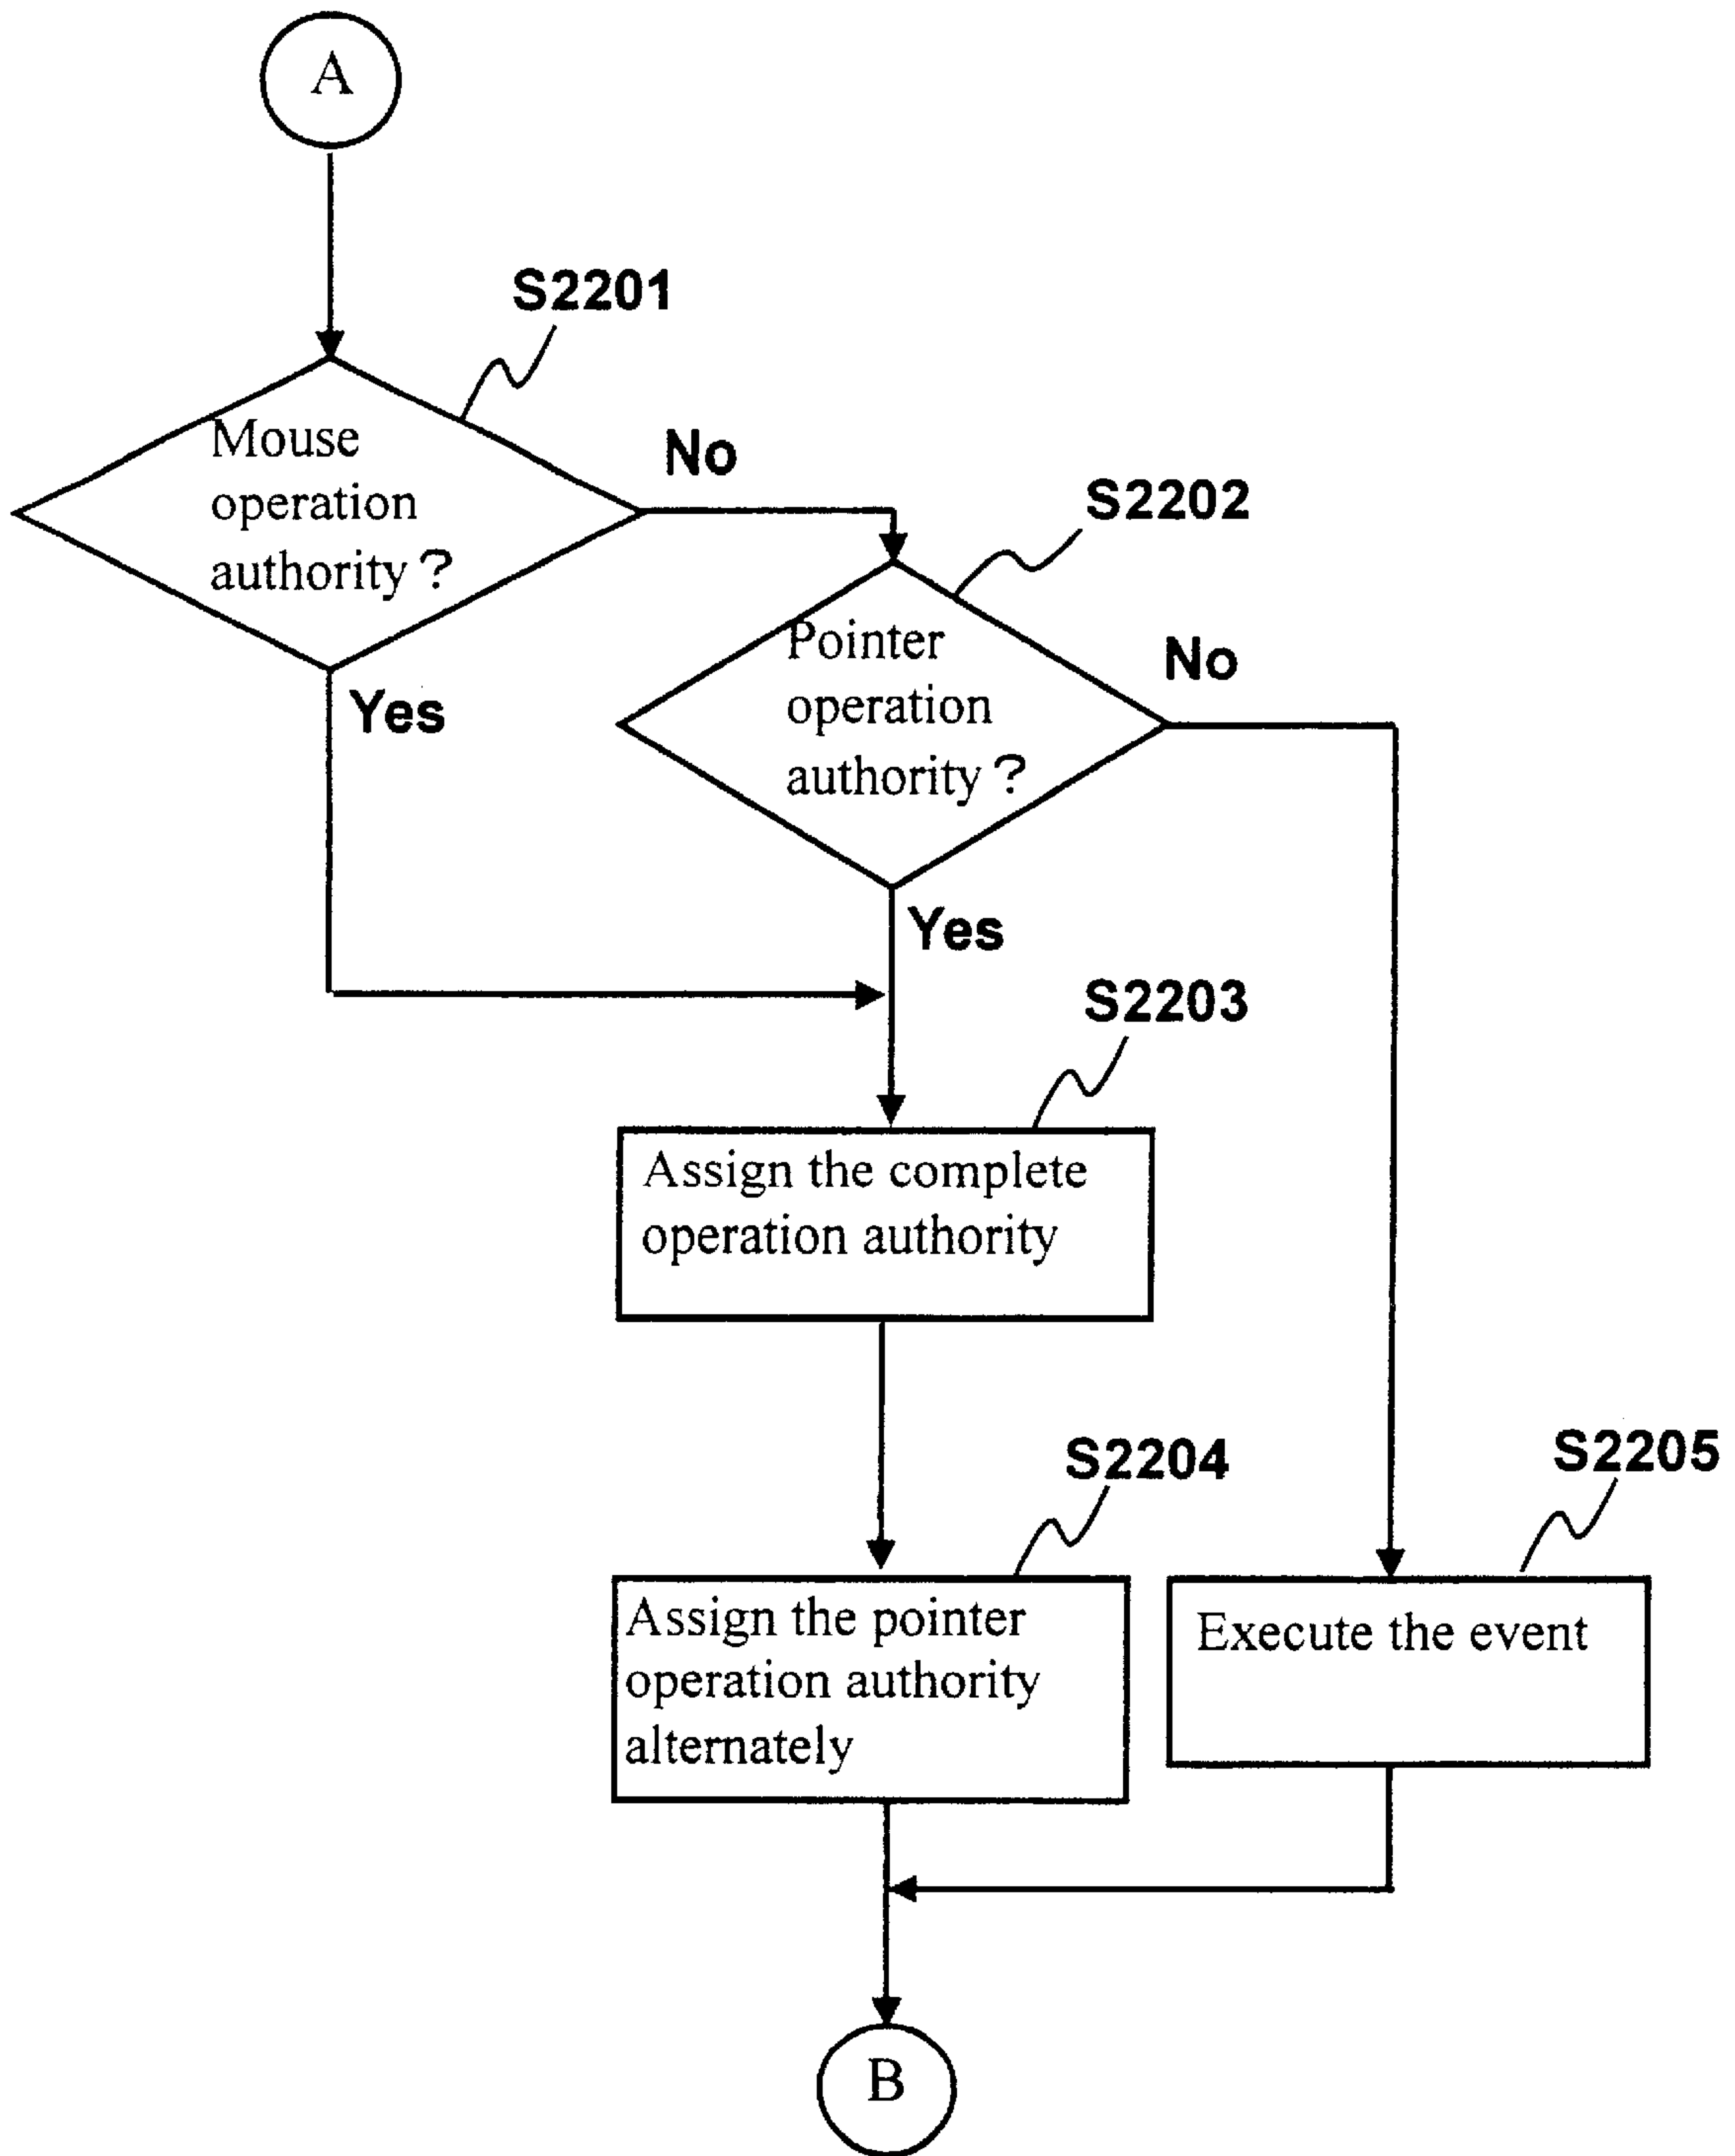 A
S2201
Mouse
operation
authority?
No
S2202
Yes
Pointer
operation
authority?
No
Yes
S2203
Assign the complete
operation authority
S2204
Assign the pointer
operation authority
alternately
S2205
Execute the event
B